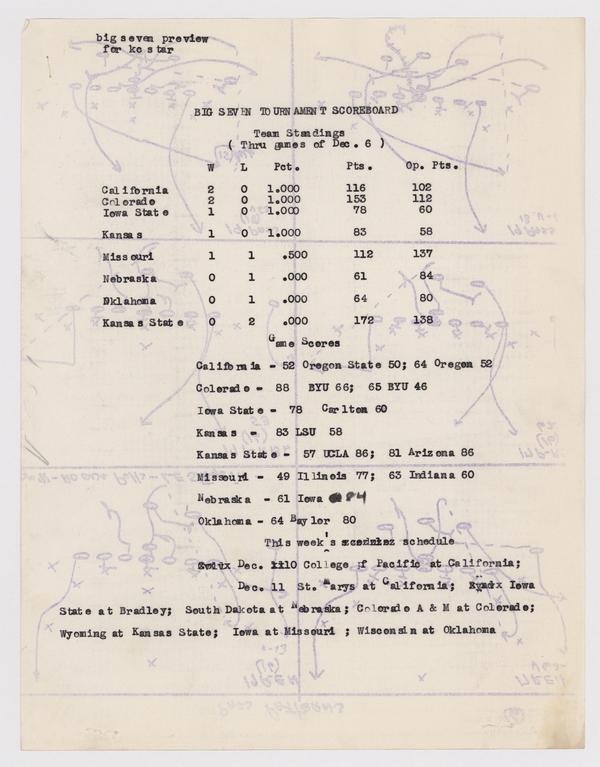 big seven preview
for kc star
BIG SEVEN TOURNAMENT SCOREBOARD
Team Standings
( Thru games of Dec. 6 )
W L Pct. Pts. Op. Pts.
California 2 0 1.000 116 102
Colorado 2 0 1.000 153 112
Iowa State 1 0 1.000 78 60
Kansas 1 0 1.000 83 58
Missouri 1 1 .500 112 137
Nebraska 0 1 .000 61 84
Oklahoma 0 1 .000 64 80
Kansas State 0 2 .000 172 138
Game Scores
California - 52 Oregon State 50; 64 Oregon 52
Colorado - 88 BYU 66; 65 BYU 46
Iowa State - 78 Carlton 60
Kansas - 83 LSU 58
Kansas State - 57 UCLA 86; 81 Arizona 86
Missouri - 49 Illinois 77; 63 Indiana 60
Nebraska - 61 Iowa 84
Oklahoma - 64 Baylor 80
This week's schedule
Dec. 10 College of Pacific at California;
Dec. 11 St. Marys at California; Iowa
State at Bradley; South Dakota at Nebraska; Colorado A & M at Colorado;
Wyoming at Kansas State; Iowa at Missouri ; Wisconsin at Oklahoma